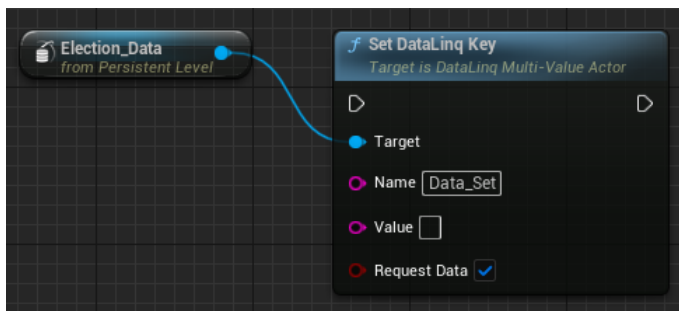 Election_Data
from Persistent Level
f Set DataLinq Key
Target is DataLinq Multi-Value Actor
Target
Name Data_Set
Value
Request Data